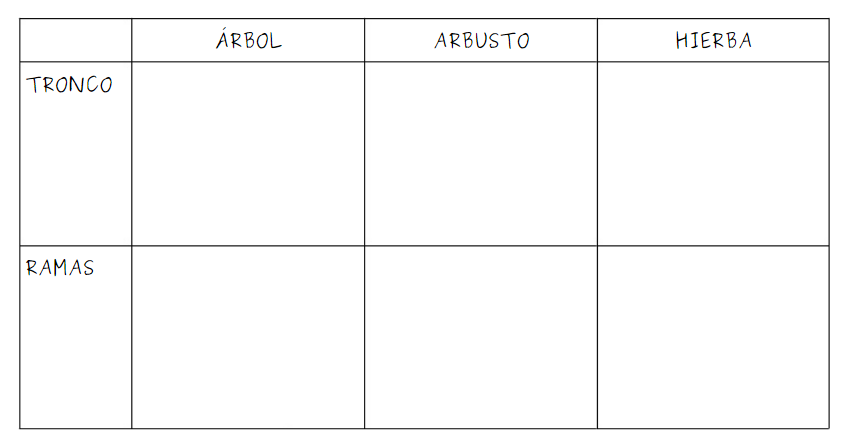 ÁRBOL ARBUSTO HIERBA
TRONCO
RAMAS